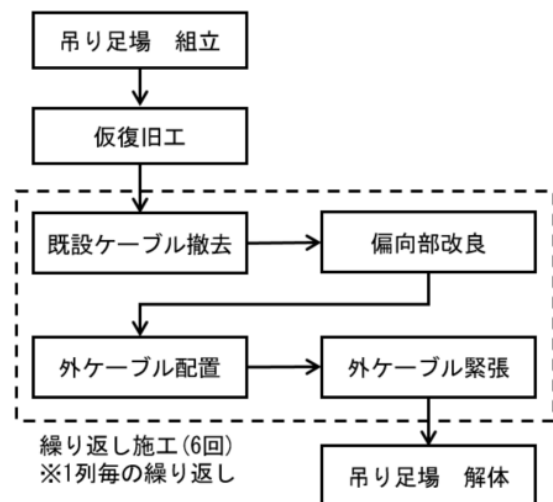 吊り足場　組立
仮復旧工
既設ケーブル撤去
偏向部改良
外ケーブル配置
外ケーブル緊張
繰り返し施工(6回)
※1列毎の繰り返し
吊り足場　解体